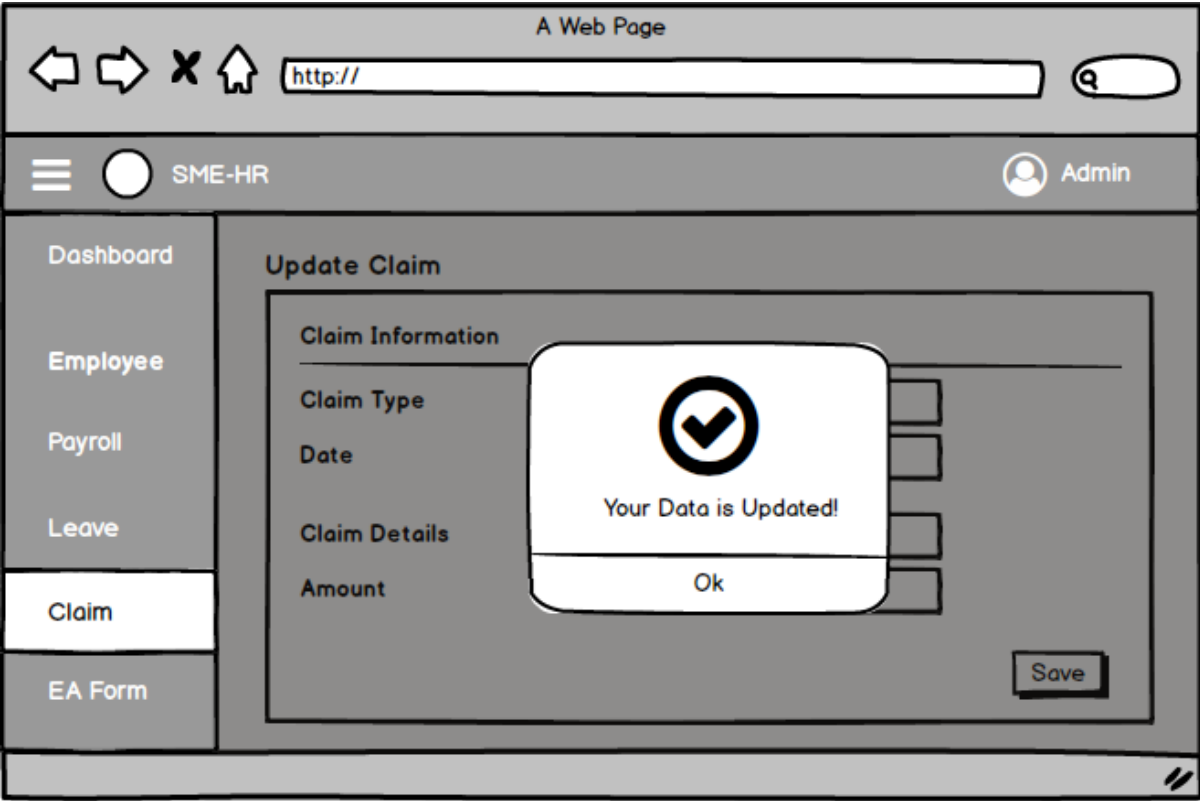 A Web Page
http://
SME-HR
Admin
Dashboard
Employee
Payroll
Leave
Claim
EA Form
Update Claim
Claim Information
Claim Type
Date
Claim Details
Amount
Your Data is Updated!
Ok
Save